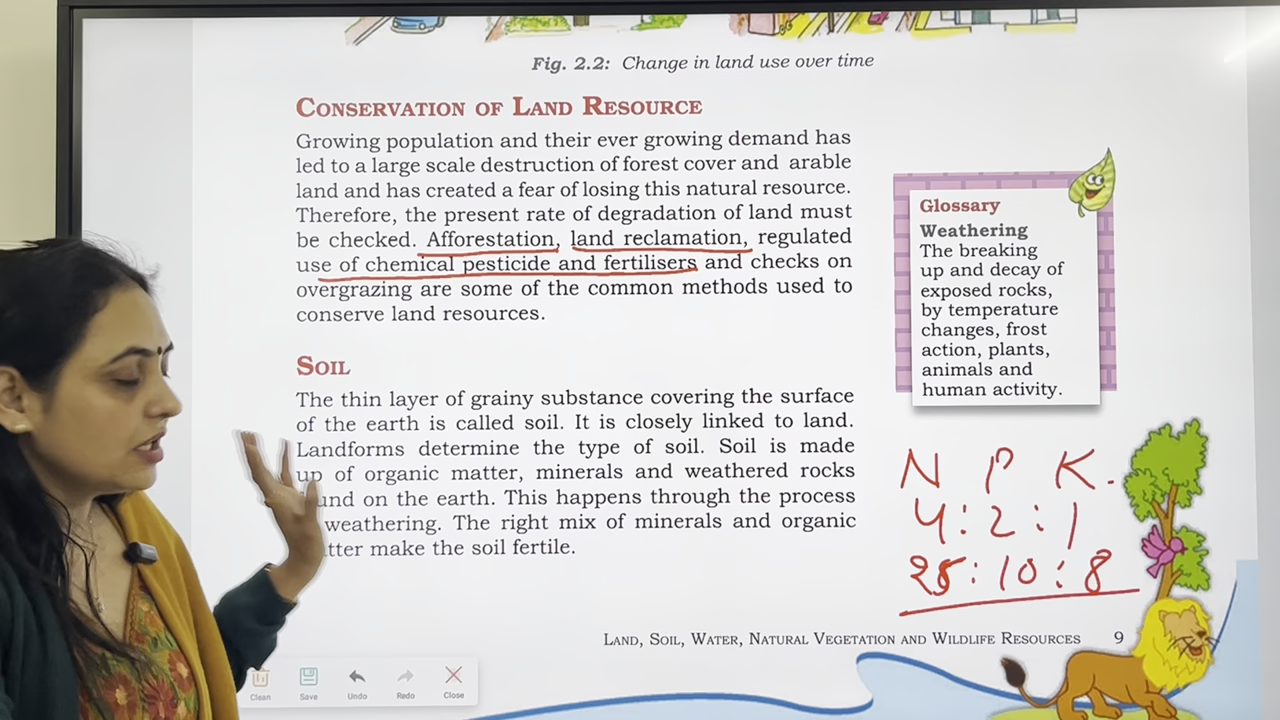 Fig. 2.2: Change in land use over time
CONSERVATION OF LAND RESOURCE
Growing population and their ever growing demand has
led to a large scale destruction of forest cover and arable
land and has created a fear of losing this natural resource.
Therefore, the present rate of degradation of land must
be checked. Afforestation, land reclamation, regulated
use of chemical pesticide and fertilisers and checks on
overgrazing are some of the common methods used to
conserve land resources.
SOIL
The thin layer of grainy substance covering the surface
of the earth is called soil. It is closely linked to land.
Landforms determine the type of soil. Soil is made
up of organic matter, minerals and weathered rocks
und on the earth. This happens through the process
weathering. The right mix of minerals and organic
tter make the soil fertile.
Glossary
Weathering
The breaking
up and decay of
exposed rocks,
by temperature
changes, frost
action, plants,
animals and
human activity.
N P K.
4:2:1
25:10:8
LAND, SOIL, WATER, NATURAL VEGETATION AND WILDLIFE RESOURCES 9
Clean Save Undo Redo Close